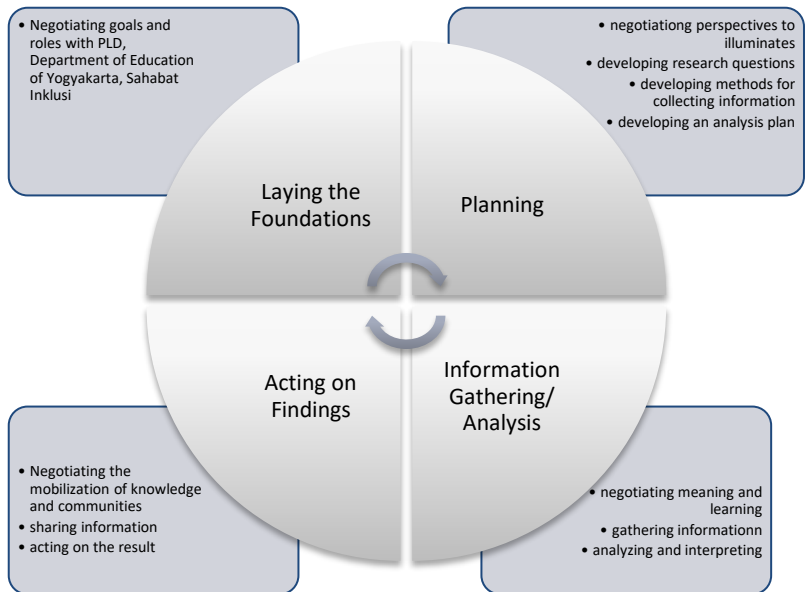 • Negotiating goals and
roles with PLD,
Department of Education
of Yogyakarta, Sahabat
Inklusi
• negotiationg perspectives to
illuminates
• developing research questions
• developing methods for
collecting information
• developing an analysis plan
Laying the
Foundations
Planning
Acting on
Findings
Information
Gathering/
Analysis
• Negotiating the
mobilization of knowledge
and communities
• sharing information
• acting on the result
• negotiating meaning and
learning
• gathering informationn
• analyzing and interpreting